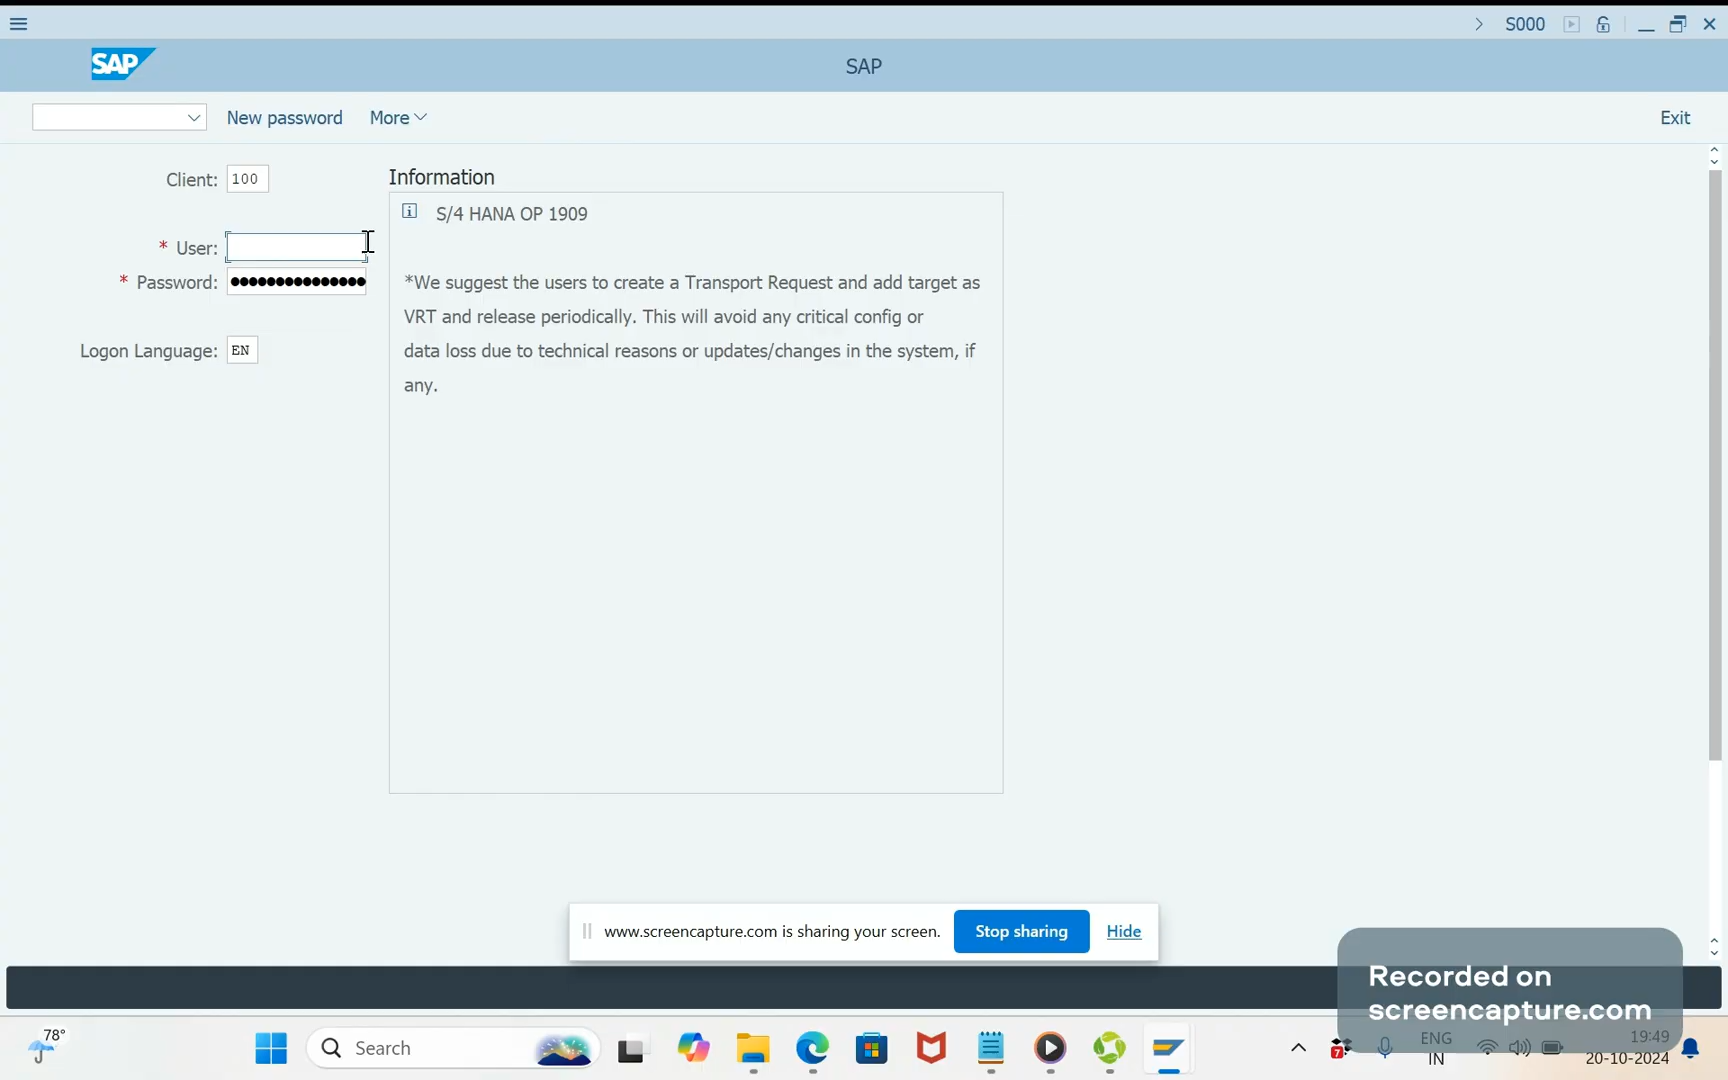 S000
SAP
SAP
New password
More
Exit
Client: 100
Information
S/4 HANA OP 1909
* User:
* Password: ●●●●●●●●●●●●●●●
*We suggest the users to create a Transport Request and add target as
VRT and release periodically. This will avoid any critical config or
data loss due to technical reasons or updates/changes in the system, if
any.
Logon Language: EN
www.screencapture.com is sharing your screen.
Stop sharing
Hide
Recorded on
screencapture.com
78°
Search
7
ENG
IN
19:49
20-10-2024